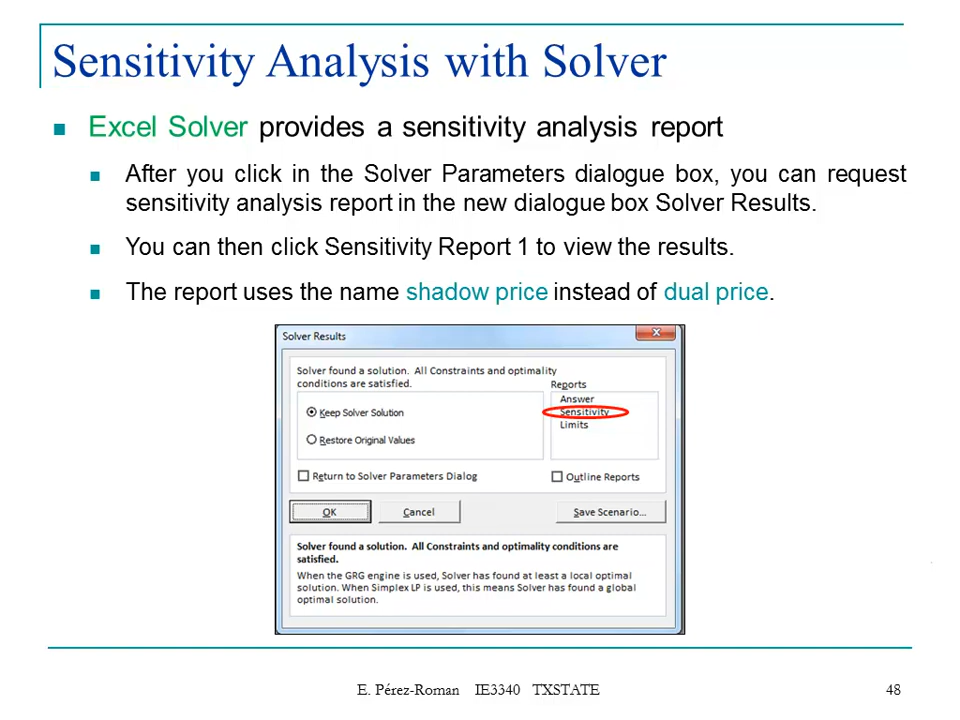 Sensitivity Analysis with Solver
Excel Solver provides a sensitivity analysis report
After you click in the Solver Parameters dialogue box, you can request
sensitivity analysis report in the new dialogue box Solver Results.
You can then click Sensitivity Report 1 to view the results.
The report uses the name shadow price instead of dual price.
Solver Results
Solver found a solution. All Constraints and optimality
conditions are satisfied.
Reports
Answer
Sensitivity
Limits
Keep Solver Solution
Restore Original Values
Return to Solver Parameters Dialog
Outline Reports
OK
Cancel
Save Scenario...
Solver found a solution. All Constraints and optimality conditions are
satisfied.
When the GRG engine is used, Solver has found at least a local optimal
solution. When Simplex LP is used, this means Solver has found a global
optimal solution.
E. Pérez-Roman IE3340 TXSTATE
48